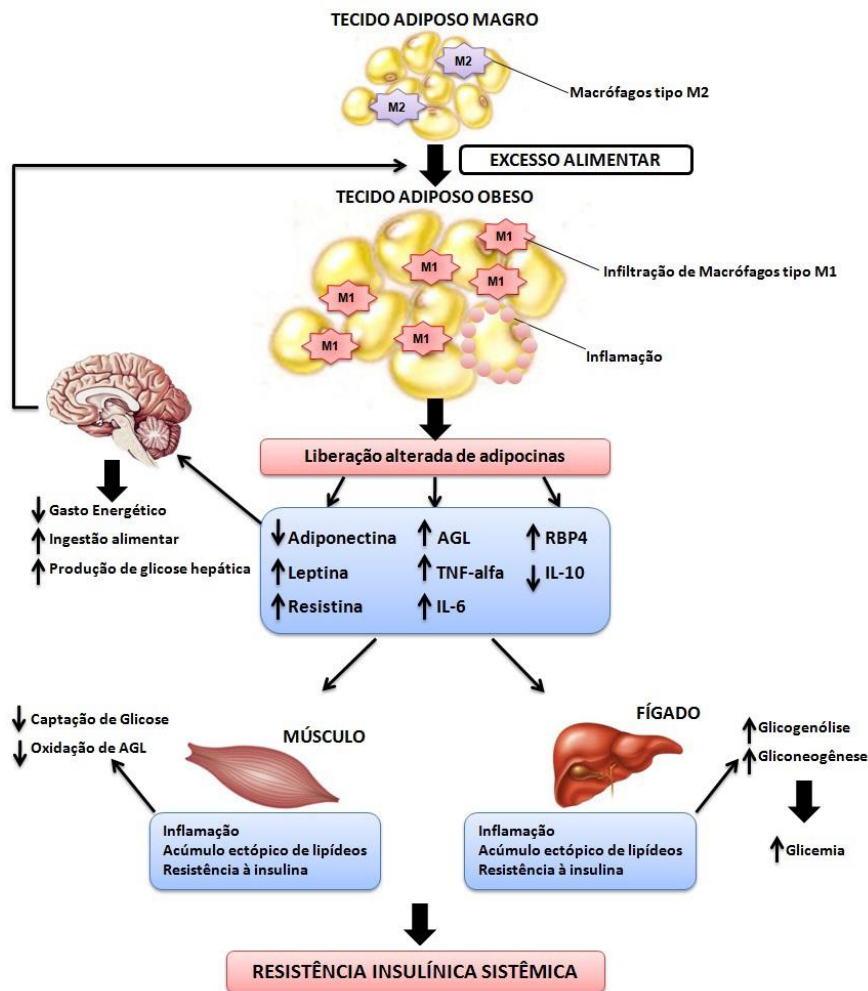 TECIDO ADIPOSO MAGRO
M2
M2
Macrófagos tipo M2
EXCESSO ALIMENTAR
TECIDO ADIPOSO OBESO
M1
M1
M1
M1
M1
M1
Infiltração de Macrófagos tipo M1
Inflamação
Liberação alterada de adipocinas
↓ Gasto Energético
↑ Ingestão alimentar
↑ Produção de glicose hepática
↓ Adiponectina
↑ Leptina
↑ Resistina
↑ AGL
↑ TNF-alfa
↑ IL-6
↑ RBP4
↓ IL-10
↓ Captação de Glicose
↓ Oxidação de AGL
MÚSCULO
Inflamação
Acúmulo ectópico de lipídeos
Resistência à insulina
FÍGADO
↑ Glicogenólise
↑ Gliconeogênese
↑ Glicemia
Inflamação
Acúmulo ectópico de lipídeos
Resistência à insulina
RESISTÊNCIA INSULÍNICA SISTÊMICA